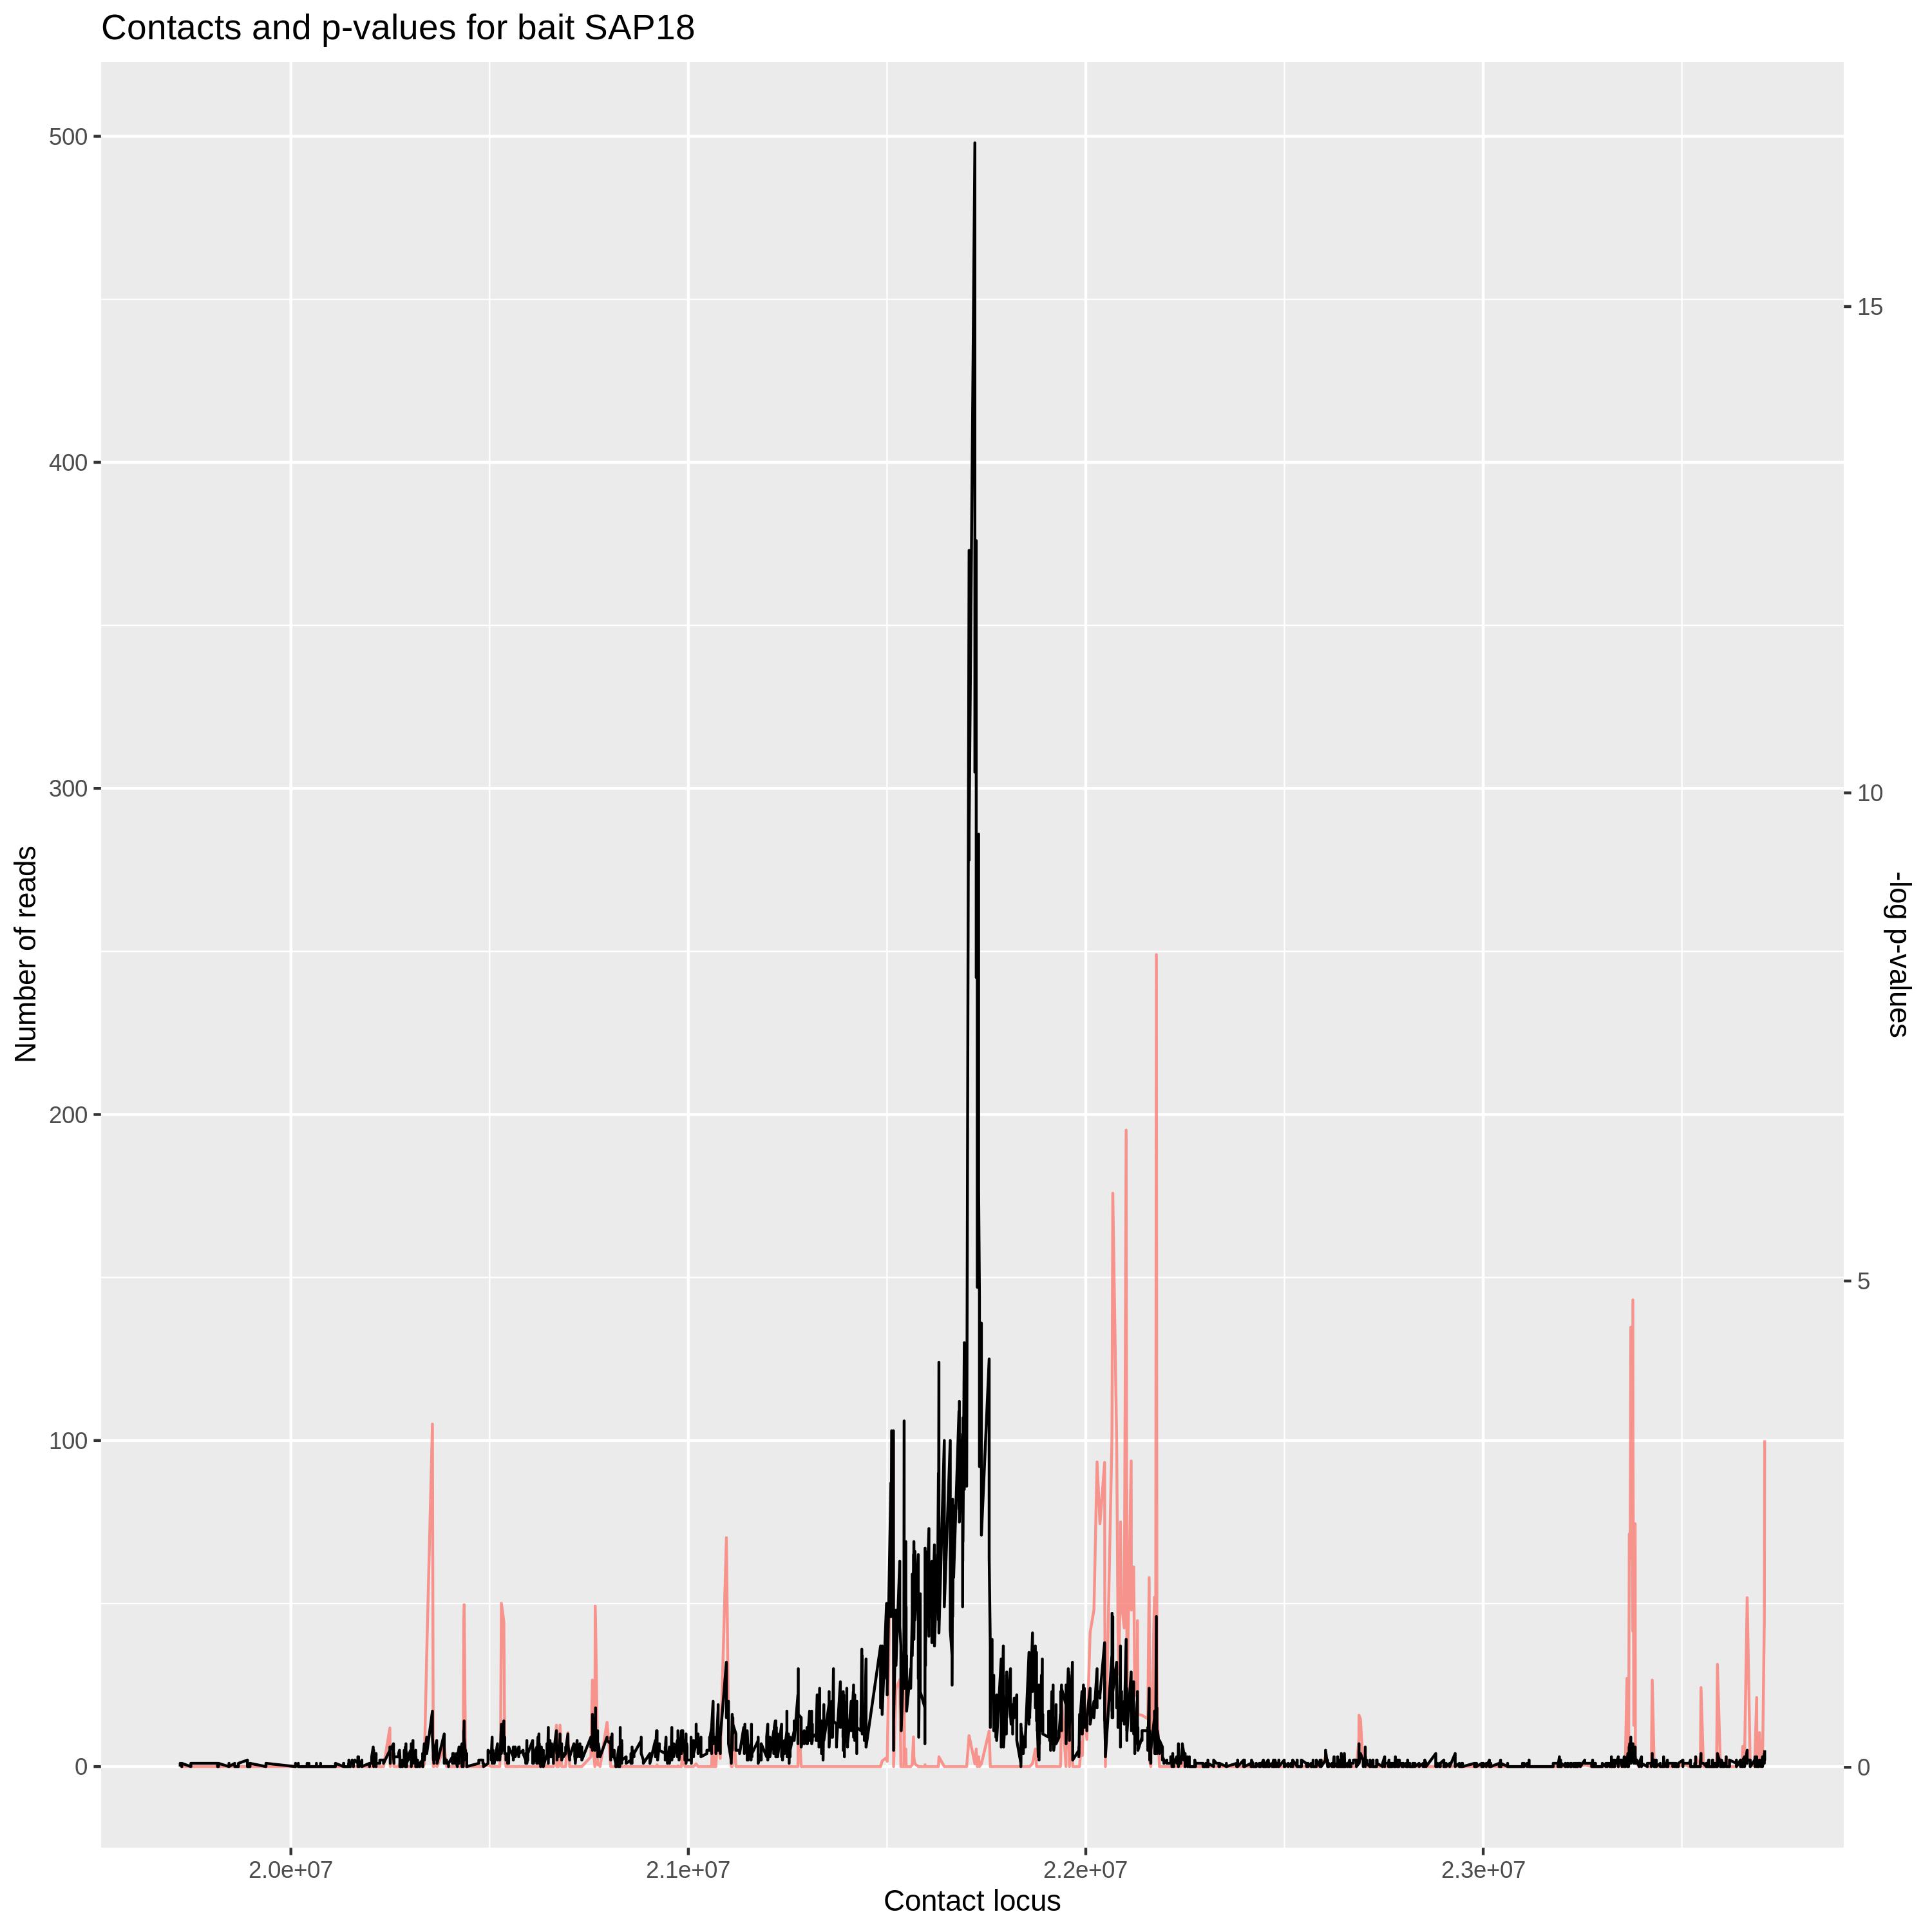 Contacts and p-values for bait SAP18
500
400
300
200
100
0
Number of reads
15
10
5
0
-log p-values
2.0e+07
2.1e+07
2.2e+07
2.3e+07
Contact locus